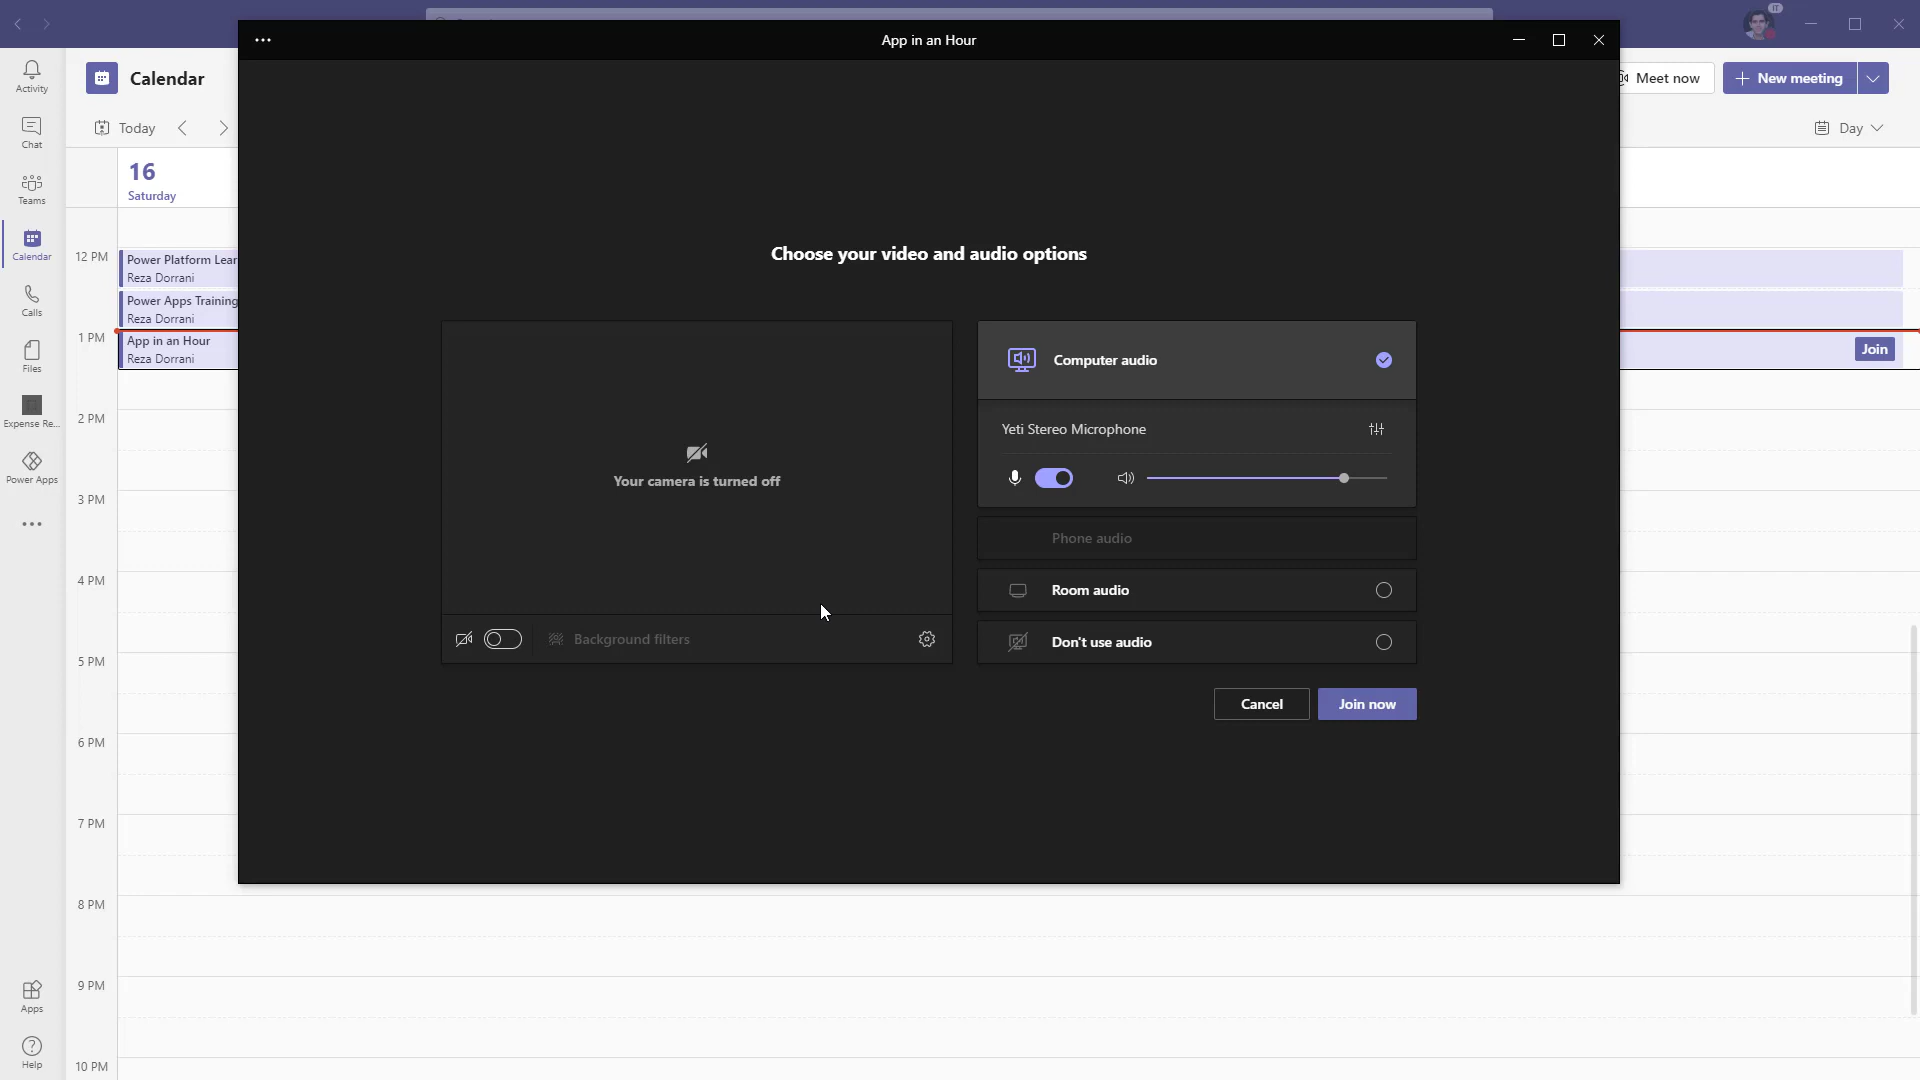 App in an Hour
Activity
Chat
Teams
Calendar
Calls
Files
Expense Re...
Power Apps
Apps
Help
Calendar
Meet now
New meeting
Today
Day
16
Saturday
12 PM
Power Platform Lear
Reza Dorrani
Power Apps Training
Reza Dorrani
1 PM
App in an Hour
Reza Dorrani
Join
2 PM
3 PM
4 PM
5 PM
6 PM
7 PM
8 PM
9 PM
10 PM
Choose your video and audio options
Your camera is turned off
Background filters
Computer audio
Yeti Stereo Microphone
Phone audio
Room audio
Don't use audio
Cancel
Join now